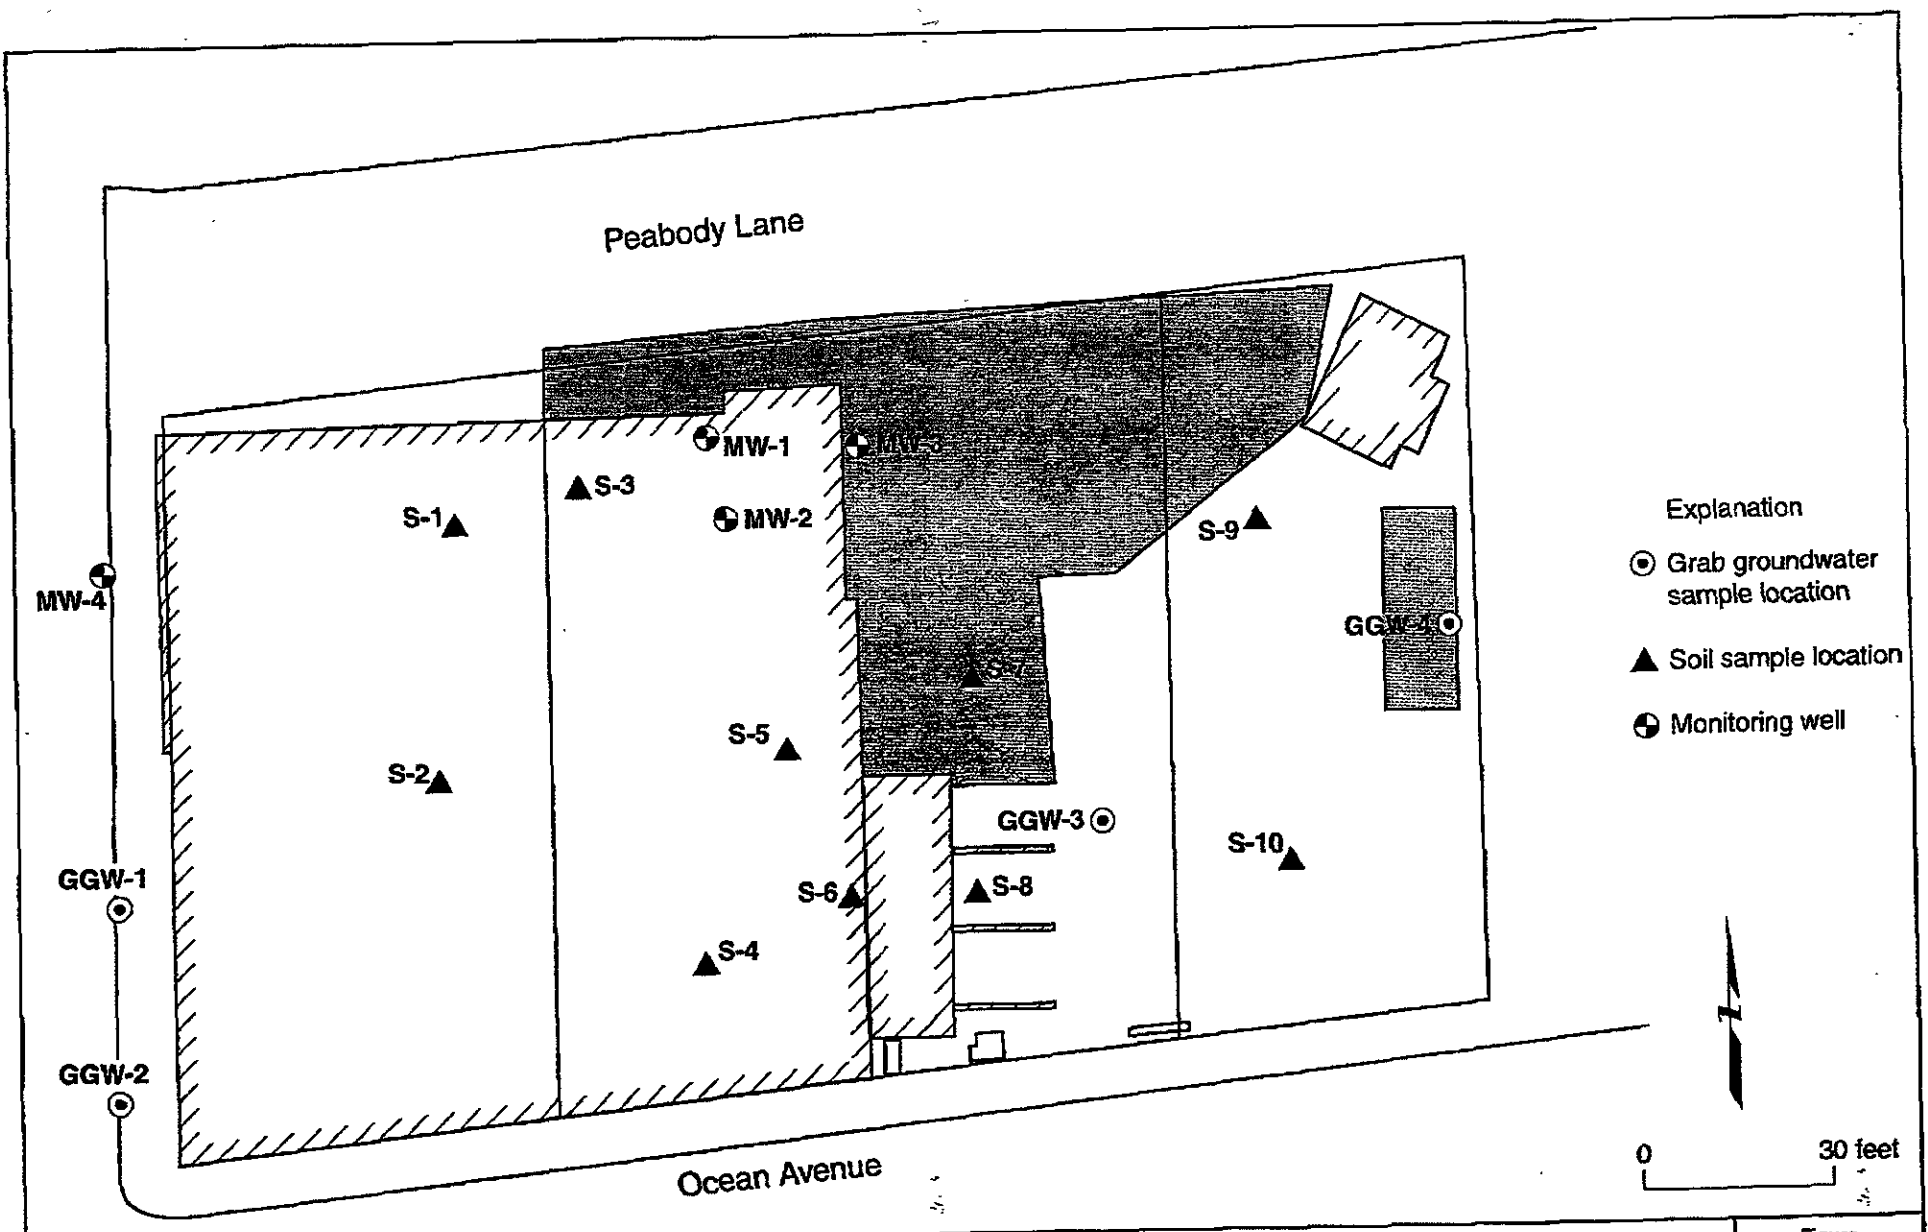 Peabody Lane
MW-1
MW-3
S-3
S-1
MW-2
S-9
Explanation
Grab groundwater
sample location
MW-4
GGW-4
S-7
Soil sample location
S-5
Monitoring well
S-2
GGW-3
S-10
GGW-1
S-6
S-8
S-4
Z
GGW-2
0
30 feet
Ocean Avenue